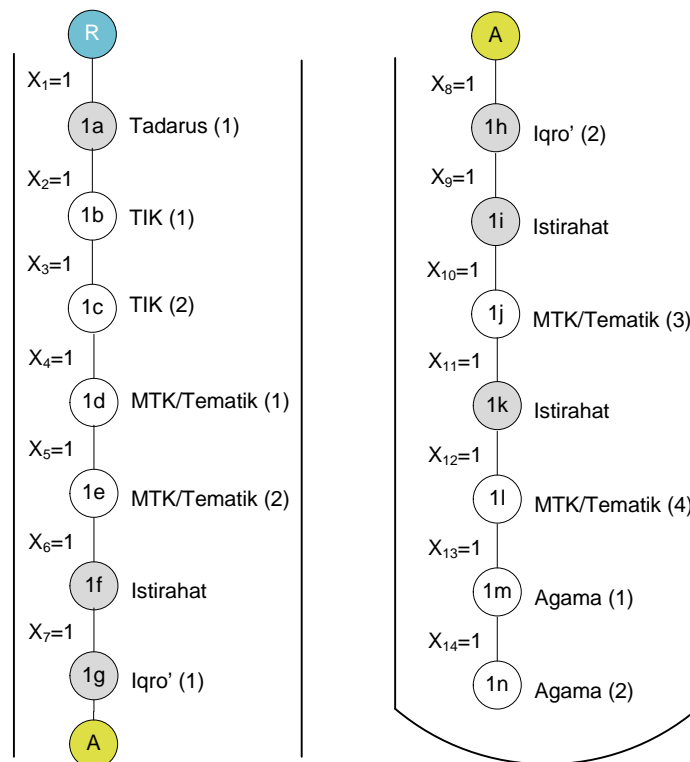 R
X₁=1
1a Tadarus (1)
X₂=1
1b TIK (1)
X₃=1
1c TIK (2)
X₄=1
1d MTK/Tematik (1)
X₅=1
1e MTK/Tematik (2)
X₆=1
1f Istirahat
X₇=1
1g Iqro' (1)
A
A
X₈=1
1h Iqro' (2)
X₉=1
1i Istirahat
X₁₀=1
1j MTK/Tematik (3)
X₁₁=1
1k Istirahat
X₁₂=1
1l MTK/Tematik (4)
X₁₃=1
1m Agama (1)
X₁₄=1
1n Agama (2)